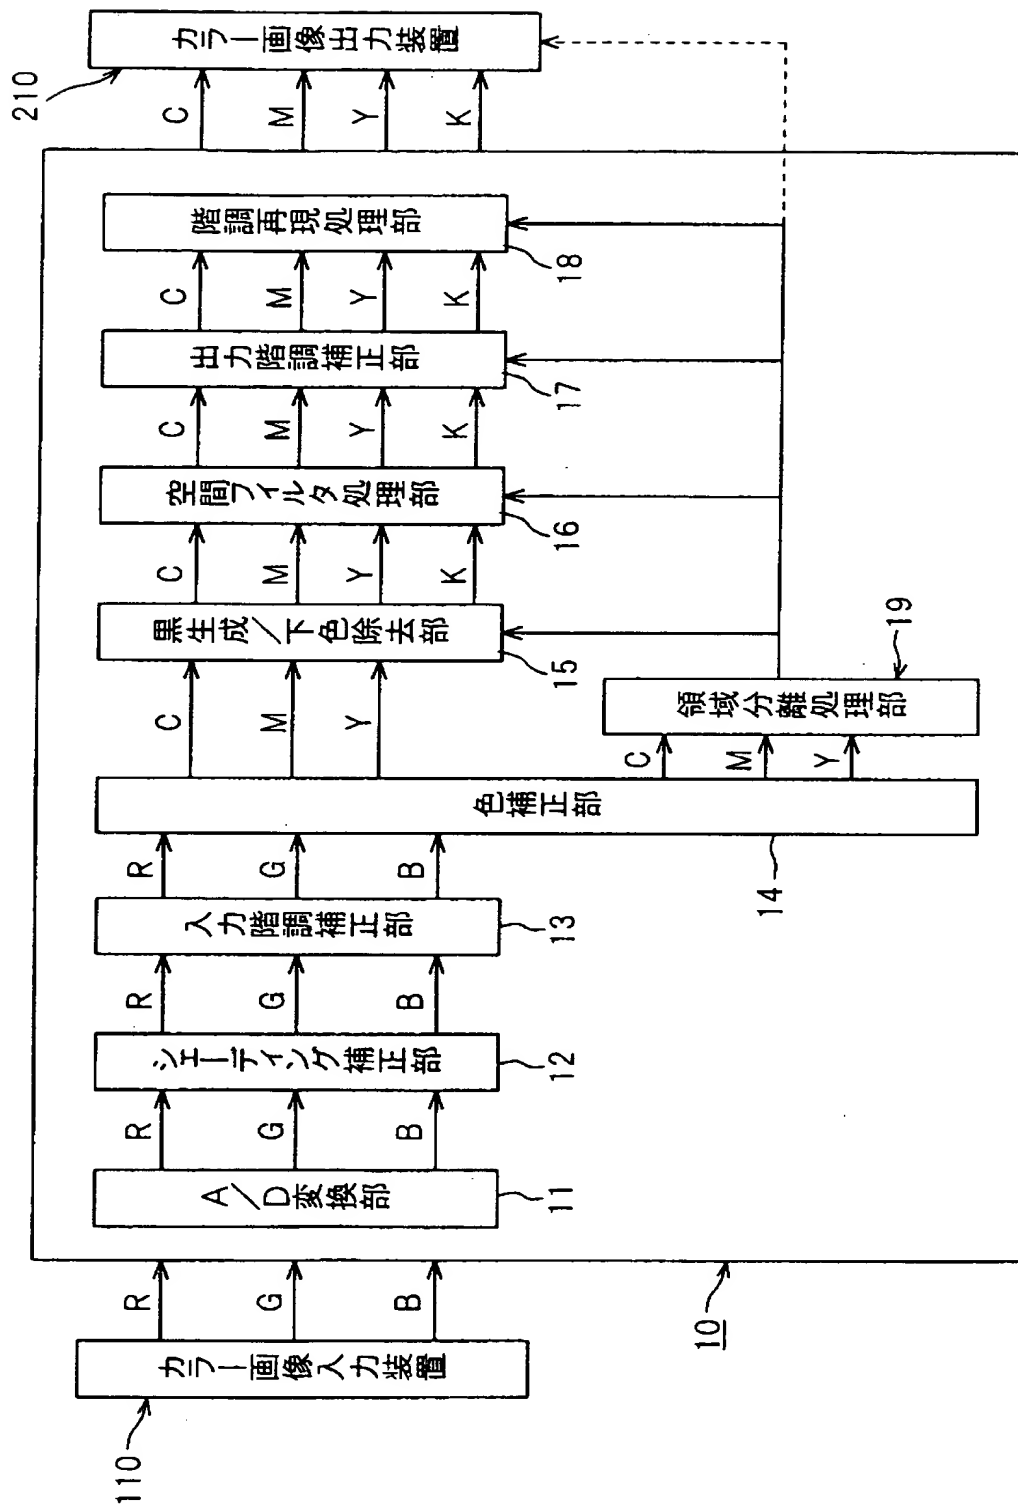 110
カラー画像入力装置
R
G
B
10
A/D変換部
11
R
G
B
シェーディング補正部
12
R
G
B
入力階調補正部
13
R
G
B
色補正部
14
C
M
Y
C
M
Y
領域分離処理部
19
黒生成/下色除去部
15
C
M
Y
K
空間フィルタ処理部
16
C
M
Y
K
出力階調補正部
17
C
M
Y
K
階調再現処理部
18
C
M
Y
K
カラー画像出力装置
210